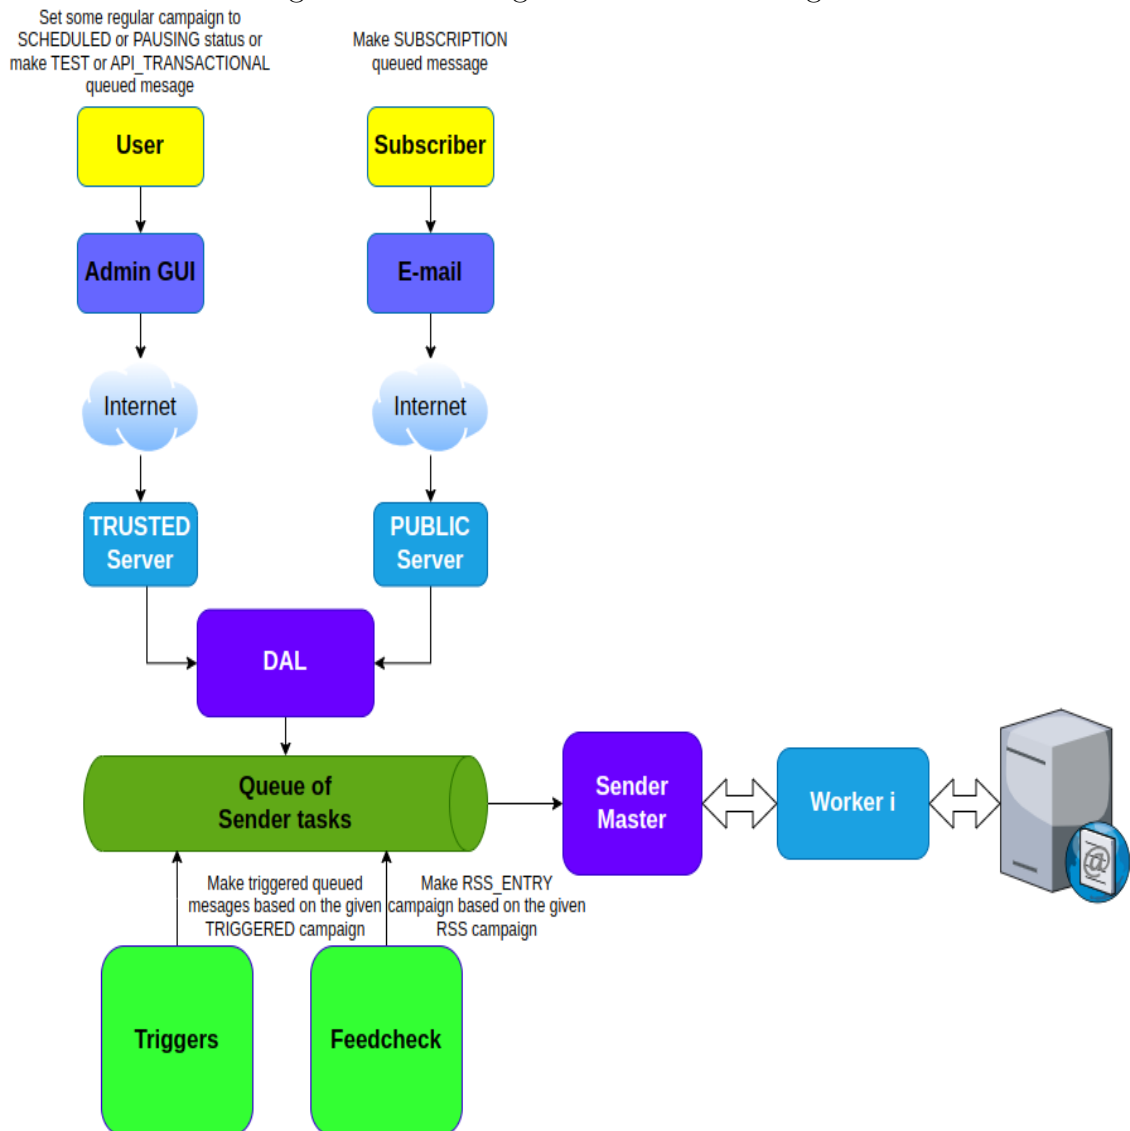 Set some regular campaign to
SCHEDULED or PAUSING status or
make TEST or API_TRANSACTIONAL
queued mesage
Make SUBSCRIPTION
queued message
User
Subscriber
Admin GUI
E-mail
Internet
Internet
TRUSTED
Server
PUBLIC
Server
DAL
Queue of
Sender tasks
Sender
Master
Worker i
Make triggered queued
mesages based on the given
TRIGGERED campaign
Make RSS_ENTRY
campaign based on the given
RSS campaign
Triggers
Feedcheck